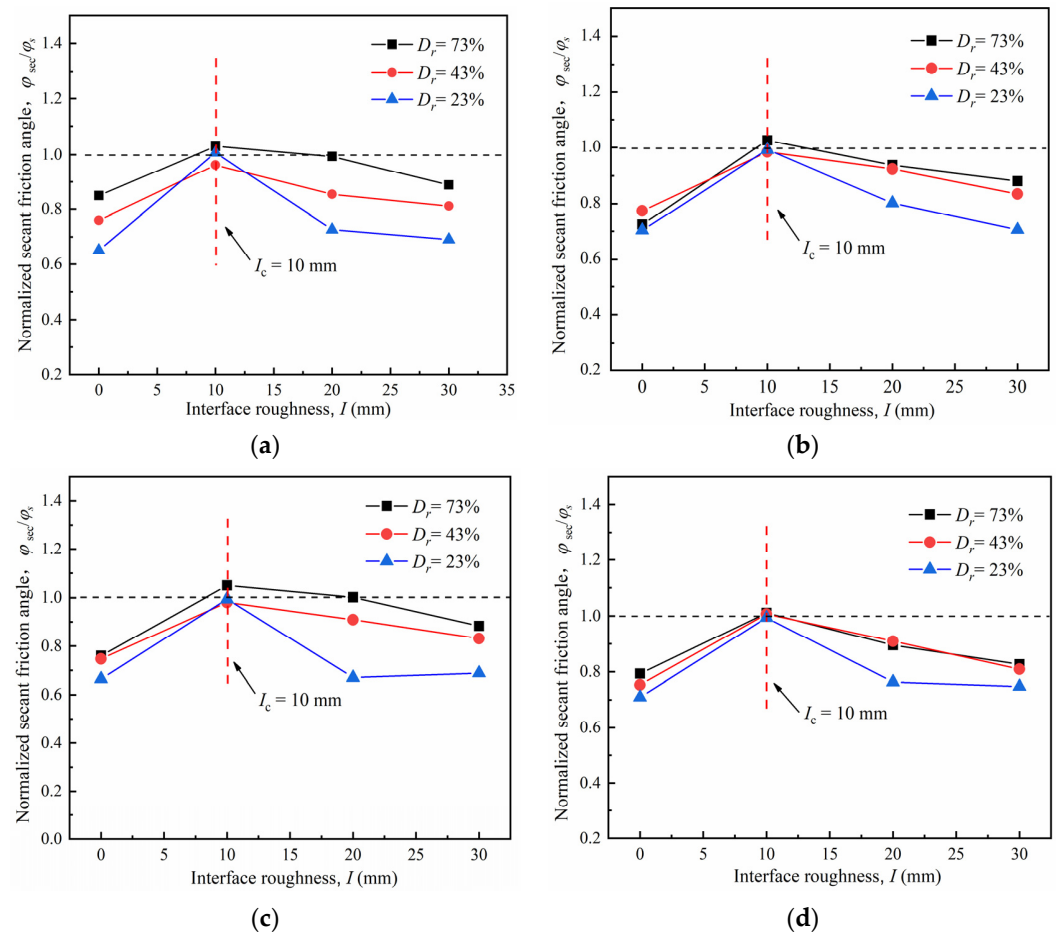 Normalized secant friction angle, φ sec/φs
1.4
1.2
1.0
0.8
0.6
0.4
0.2
Dr = 73%
Dr = 43%
Dr = 23%
Ic = 10 mm
0 5 10 15 20 25 30 35
Interface roughness, I (mm)
(a)
Normalized secant friction angle, φ sec/φs
1.4
1.2
1.0
0.8
0.6
0.4
0.2
Dr = 73%
Dr = 43%
Dr = 23%
Ic = 10 mm
0 5 10 15 20 25 30
Interface roughness, I (mm)
(b)
Normalized secant friction angle, φ sec/φs
1.4
1.2
1.0
0.8
0.6
0.4
0.2
0.0
Dr = 73%
Dr = 43%
Dr = 23%
Ic = 10 mm
0 5 10 15 20 25 30
Interface roughness, I (mm)
(c)
Normalized secant friction angle, φ sec/φs
1.4
1.2
1.0
0.8
0.6
0.4
0.2
Dr = 73%
Dr = 43%
Dr = 23%
Ic = 10 mm
0 5 10 15 20 25 30
Interface roughness, I (mm)
(d)